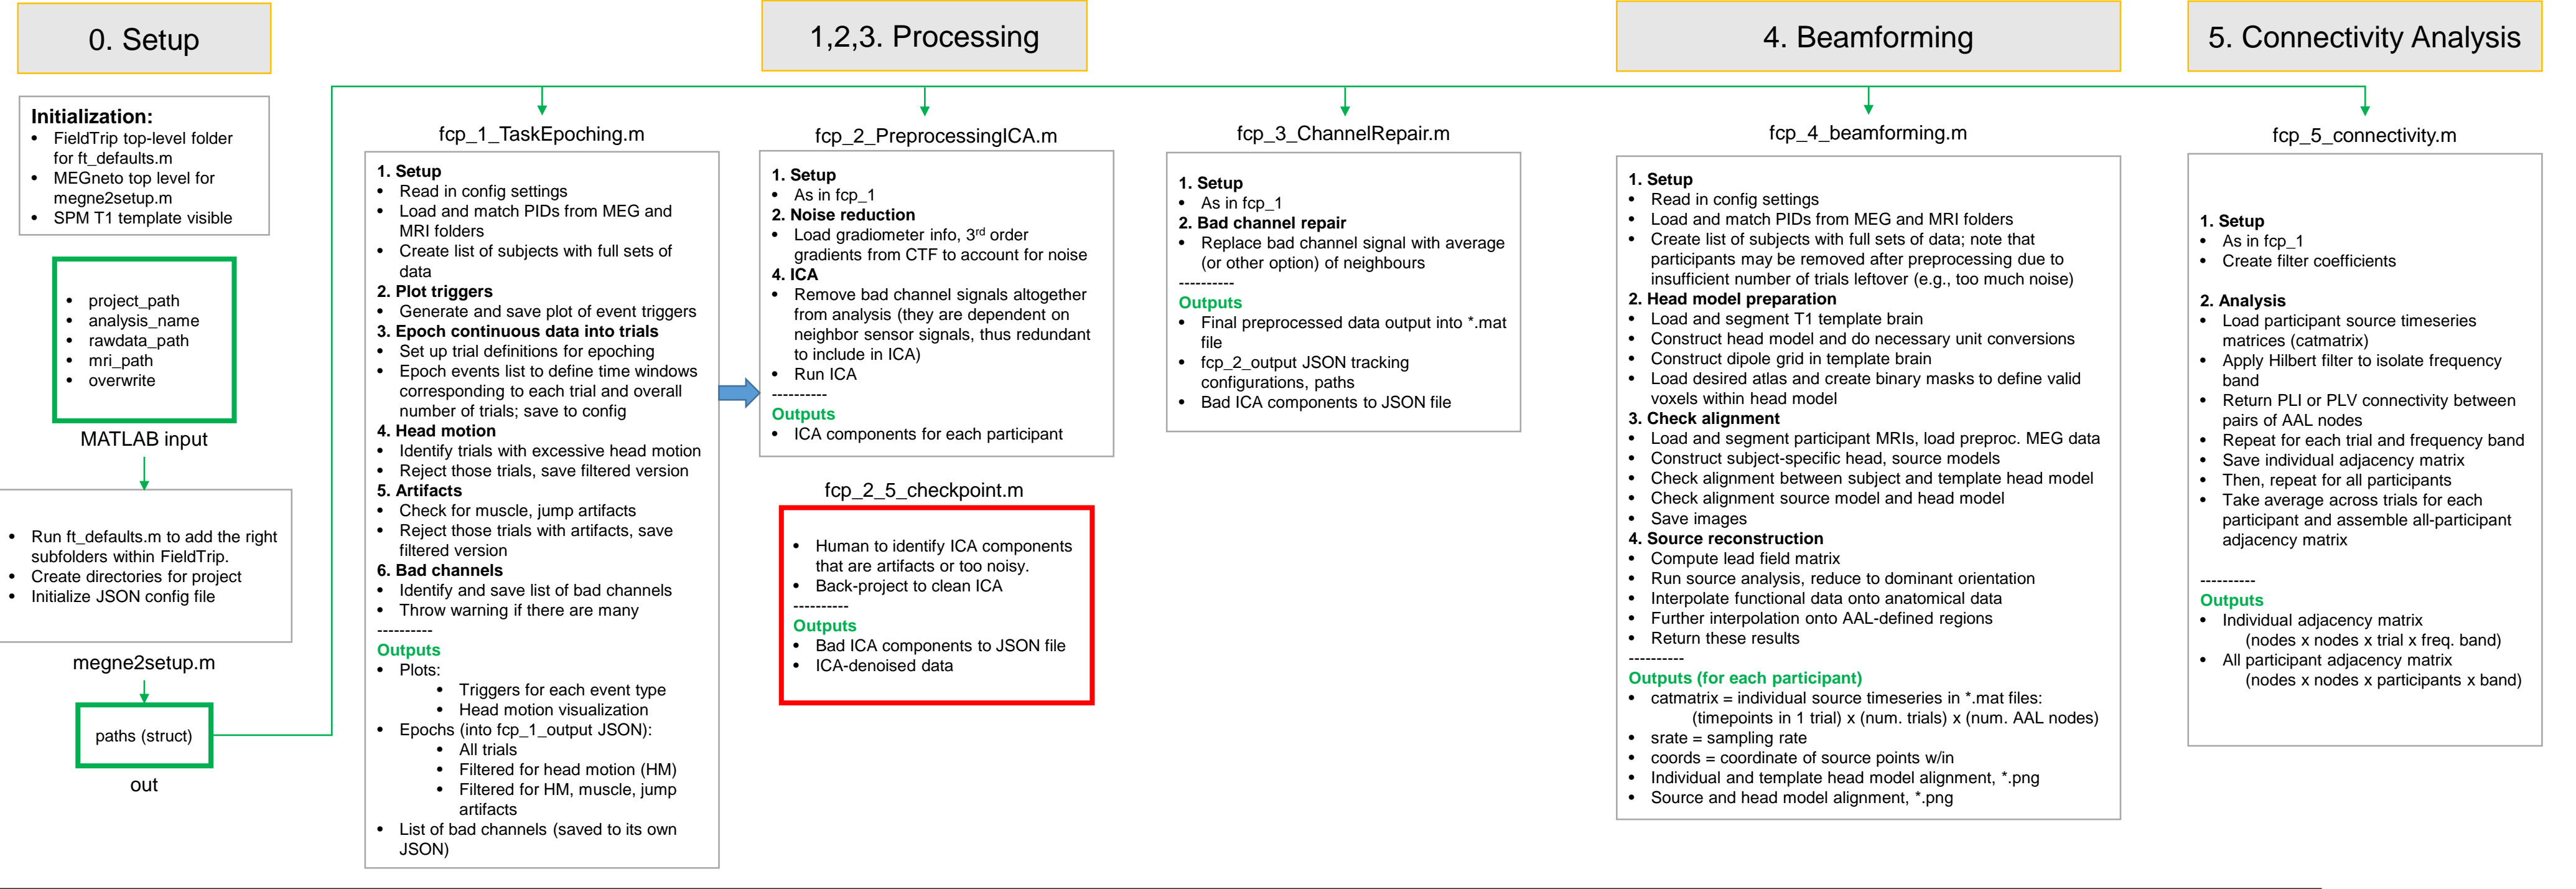 0. Setup
1,2,3. Processing
4. Beamforming
5. Connectivity Analysis
Initialization:
• FieldTrip top-level folder
for ft_defaults.m
• MEGneto top level for
megne2setup.m
• SPM T1 template visible
• project_path
• analysis_name
• rawdata_path
• mri_path
• overwrite
MATLAB input
• Run ft_defaults.m to add the right
subfolders within FieldTrip.
• Create directories for project
• Initialize JSON config file
megne2setup.m
paths (struct)
out
fcp_1_TaskEpoching.m
1. Setup
• Read in config settings
• Load and match PIDs from MEG and
MRI folders
• Create list of subjects with full sets of
data
2. Plot triggers
• Generate and save plot of event triggers
3. Epoch continuous data into trials
• Set up trial definitions for epoching
• Epoch events list to define time windows
corresponding to each trial and overall
number of trials; save to config
4. Head motion
• Identify trials with excessive head motion
• Reject those trials, save filtered version
5. Artifacts
• Check for muscle, jump artifacts
• Reject those trials with artifacts, save
filtered version
6. Bad channels
• Identify and save list of bad channels
• Throw warning if there are many
----------
Outputs
• Plots:
• Triggers for each event type
• Head motion visualization
• Epochs (into fcp_1_output JSON):
• All trials
• Filtered for head motion (HM)
• Filtered for HM, muscle, jump
artifacts
• List of bad channels (saved to its own
JSON)
fcp_2_PreprocessingICA.m
1. Setup
• As in fcp_1
2. Noise reduction
• Load gradiometer info, 3rd order
gradients from CTF to account for noise
4. ICA
• Remove bad channel signals altogether
from analysis (they are dependent on
neighbor sensor signals, thus redundant
to include in ICA)
• Run ICA
----------
Outputs
• ICA components for each participant
fcp_2_5_checkpoint.m
• Human to identify ICA components
that are artifacts or too noisy.
• Back-project to clean ICA
----------
Outputs
• Bad ICA components to JSON file
• ICA-denoised data
fcp_3_ChannelRepair.m
1. Setup
• As in fcp_1
2. Bad channel repair
• Replace bad channel signal with average
(or other option) of neighbours
----------
Outputs
• Final preprocessed data output into *.mat
file
• fcp_2_output JSON tracking
configurations, paths
• Bad ICA components to JSON file
fcp_4_beamforming.m
1. Setup
• Read in config settings
• Load and match PIDs from MEG and MRI folders
• Create list of subjects with full sets of data; note that
participants may be removed after preprocessing due to
insufficient number of trials leftover (e.g., too much noise)
2. Head model preparation
• Load and segment T1 template brain
• Construct head model and do necessary unit conversions
• Construct dipole grid in template brain
• Load desired atlas and create binary masks to define valid
voxels within head model
3. Check alignment
• Load and segment participant MRIs, load preproc. MEG data
• Construct subject-specific head, source models
• Check alignment between subject and template head model
• Check alignment source model and head model
• Save images
4. Source reconstruction
• Compute lead field matrix
• Run source analysis, reduce to dominant orientation
• Interpolate functional data onto anatomical data
• Further interpolation onto AAL-defined regions
• Return these results
----------
Outputs (for each participant)
• catmatrix = individual source timeseries in *.mat files:
(timepoints in 1 trial) x (num. trials) x (num. AAL nodes)
• srate = sampling rate
• coords = coordinate of source points w/in
• Individual and template head model alignment, *.png
• Source and head model alignment, *.png
fcp_5_connectivity.m
1. Setup
• As in fcp_1
• Create filter coefficients
2. Analysis
• Load participant source timeseries
matrices (catmatrix)
• Apply Hilbert filter to isolate frequency
band
• Return PLI or PLV connectivity between
pairs of AAL nodes
• Repeat for each trial and frequency band
• Save individual adjacency matrix
• Then, repeat for all participants
• Take average across trials for each
participant and assemble all-participant
adjacency matrix
----------
Outputs
• Individual adjacency matrix
(nodes x nodes x trial x freq. band)
• All participant adjacency matrix
(nodes x nodes x participants x band)